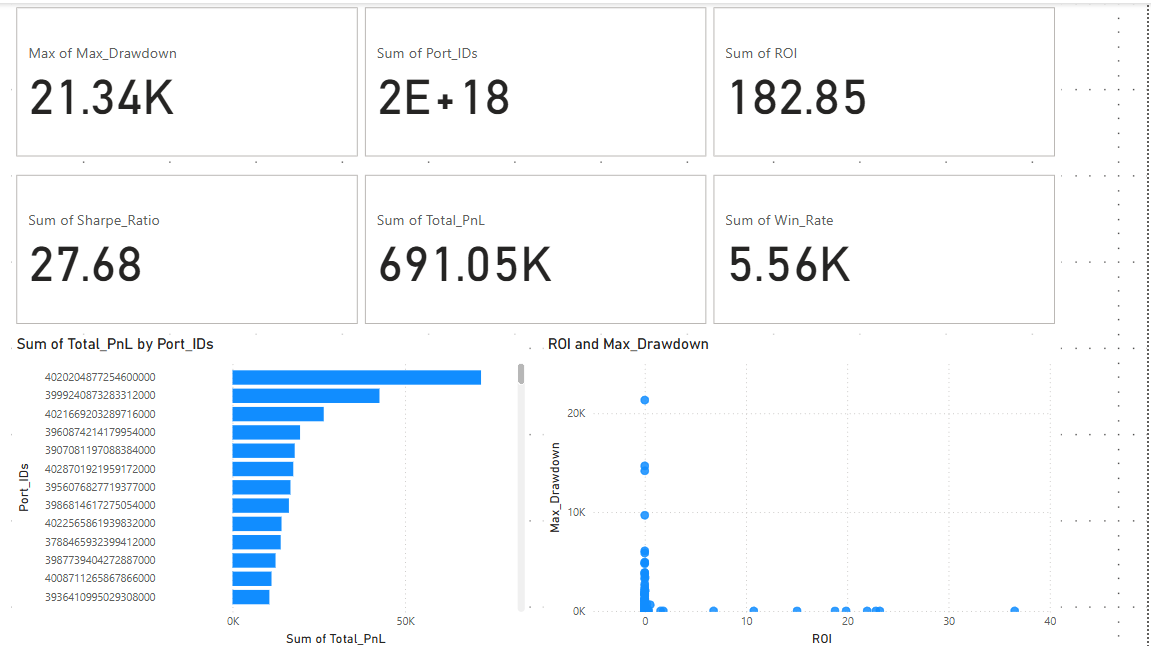 Max of Max_Drawdown
21.34K
Sum of Port_IDs
2E+18
Sum of ROI
182.85
Sum of Sharpe_Ratio
27.68
Sum of Total_PnL
691.05K
Sum of Win_Rate
5.56K
Sum of Total_PnL by Port_IDs
Port_IDs
4020204877254600000
3999240873283312000
4021669203289716000
3960874214179954000
3907081197088384000
4028701921959172000
3956076827719377000
3986814617275054000
4022565861939832000
3788465932399412000
3987739404272887000
4008711265867866000
3936410995029308000
0K
50K
Sum of Total_PnL
ROI and Max_Drawdown
Max_Drawdown
20K
10K
0K
0
10
20
30
40
ROI